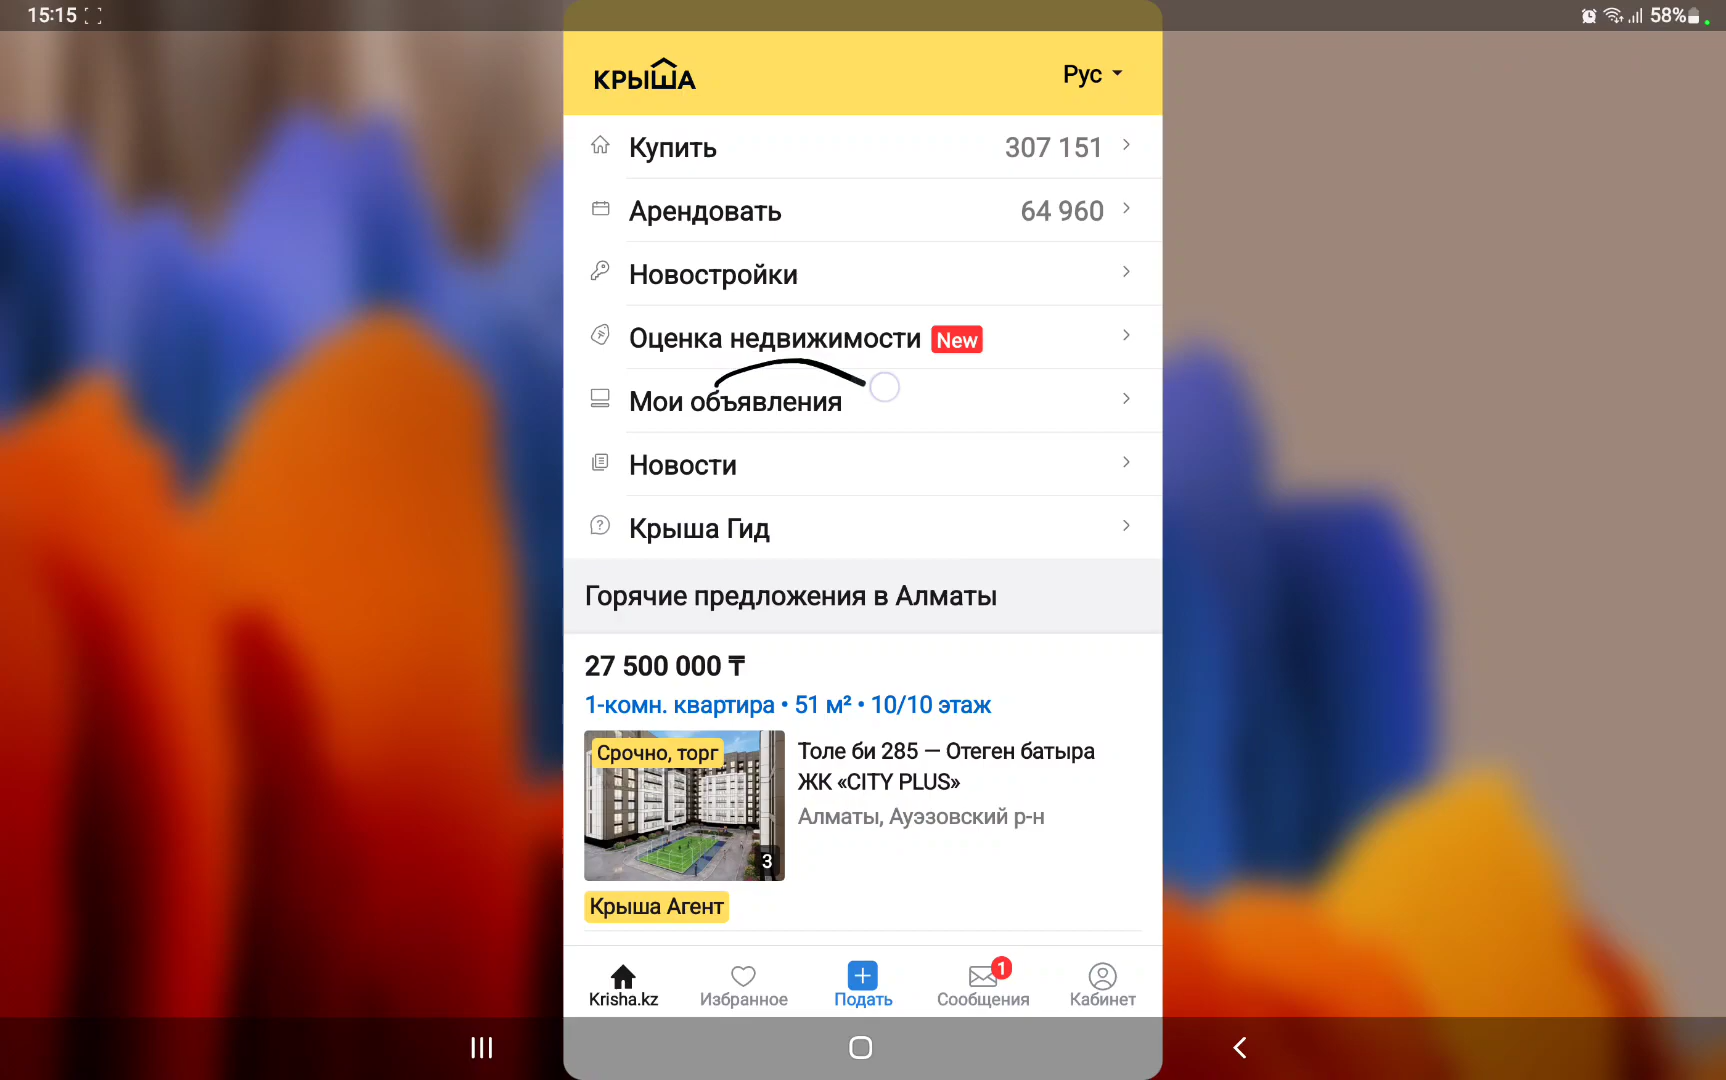 15:15
58%
КРЫША
Рус
Купить 307 151
Арендовать 64 960
Новостройки
Оценка недвижимости New
Мои объявления
Новости
Крыша Гид
Горячие предложения в Алматы
27 500 000 ₸
1-комн. квартира • 51 м² • 10/10 этаж
Срочно, торг
3
Толе би 285 — Отеген батыра
ЖК «CITY PLUS»
Алматы, Ауэзовский р-н
Крыша Агент
1
Krisha.kz Избранное Подать Сообщения Кабинет